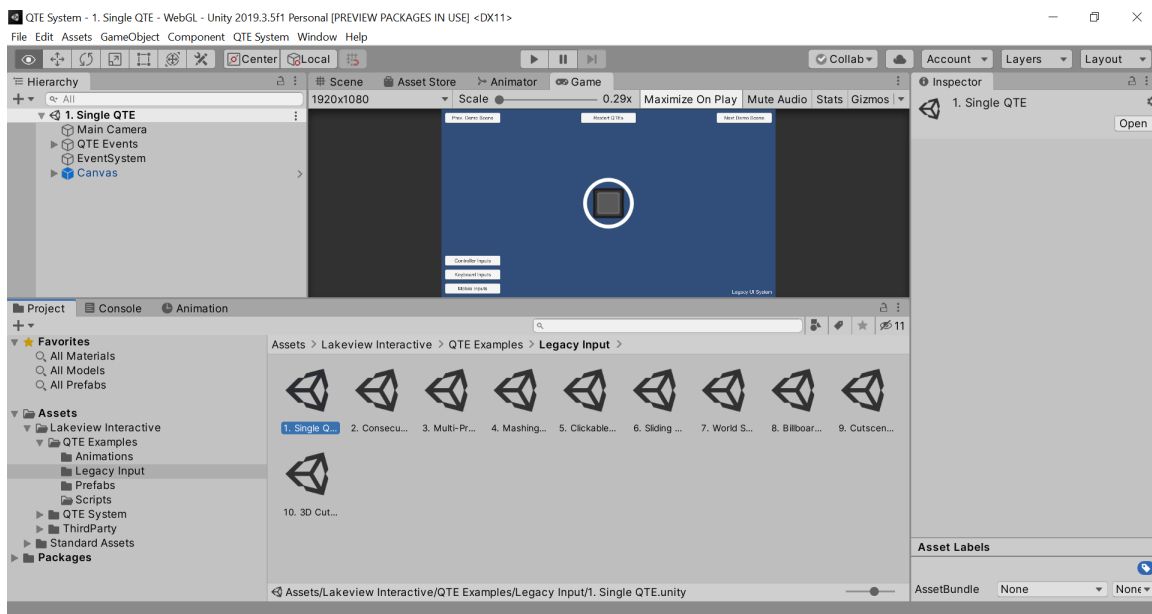 QTE System - 1. Single QTE - WebGL - Unity 2019.3.5f1 Personal [PREVIEW PACKAGES IN USE] <DX11>
File Edit Assets GameObject Component QTE System Window Help
Center Local Collab Account Layers Layout
Hierarchy
All
1. Single QTE
Main Camera
QTE Events
EventSystem
Canvas
Scene Asset Store Animator Game
1920x1080 Scale 0.29x Maximize On Play Mute Audio Stats Gizmos
Prev. Demo Scene Restart QTEs Next Demo Scene
Controller Inputs
Keyboard Inputs
Mobile Inputs
Legacy UI System
Inspector
1. Single QTE
Open
Project Console Animation
11
Favorites
All Materials
All Models
All Prefabs
Assets
Lakeview Interactive
QTE Examples
Animations
Legacy Input
Prefabs
Scripts
QTE System
ThirdParty
Standard Assets
Packages
Assets > Lakeview Interactive > QTE Examples > Legacy Input >
1. Single Q... 2. Consecu... 3. Multi-Pr... 4. Mashing... 5. Clickable... 6. Sliding ... 7. World S... 8. Billboar... 9. Cutscen...
10. 3D Cut...
Assets/Lakeview Interactive/QTE Examples/Legacy Input/1. Single QTE.unity
Asset Labels
AssetBundle None None